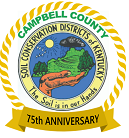 CAMPBELL COUNTY
SOIL CONSERVATION DISTRICTS OF KENTUCKY
The Soil is in our Hands
75th ANNIVERSARY